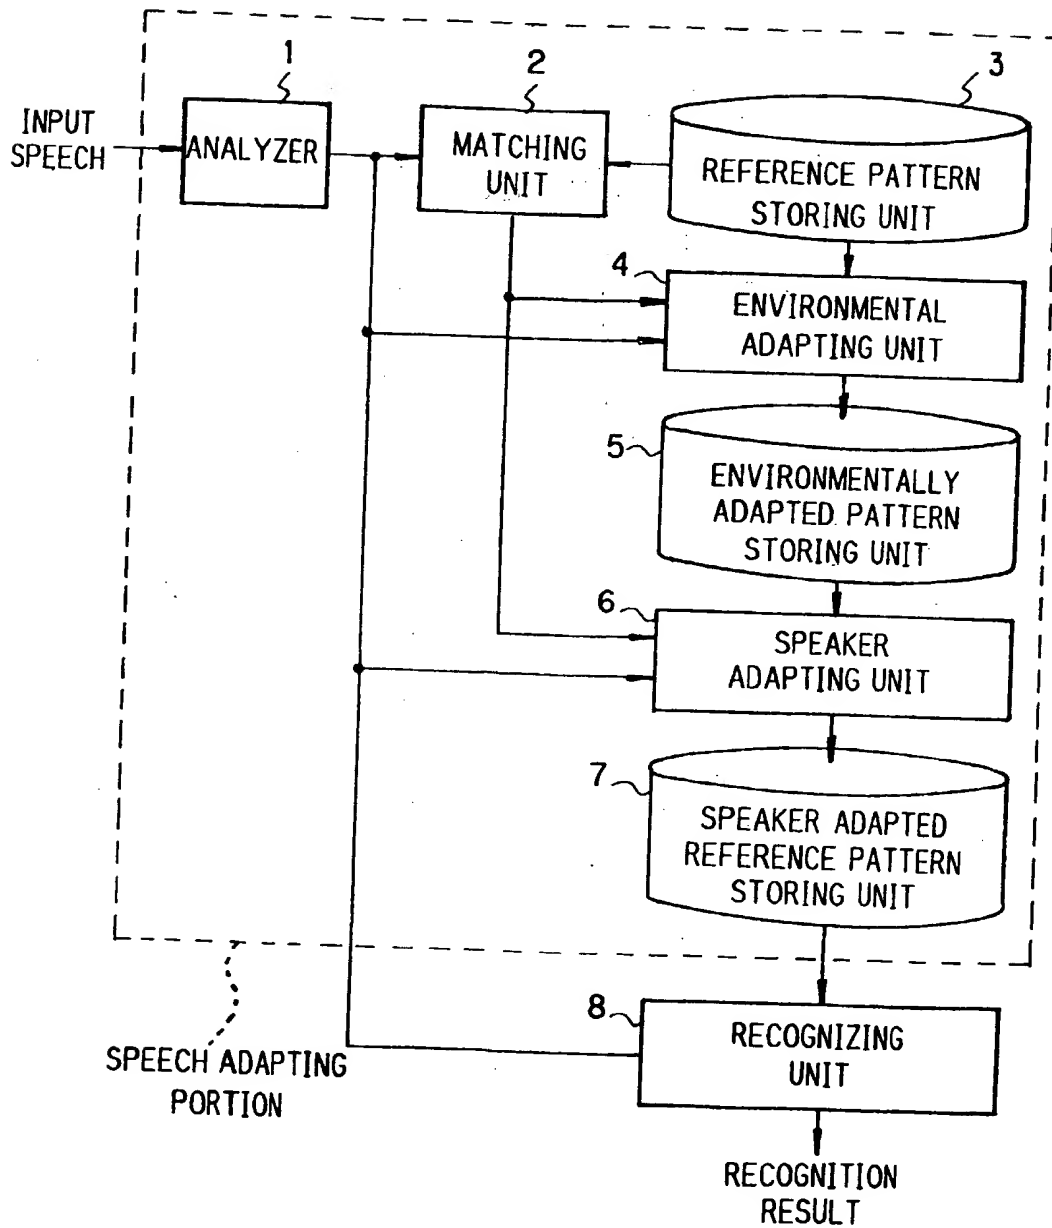 1
2
3
INPUT
SPEECH
ANALYZER
MATCHING
UNIT
REFERENCE PATTERN
STORING UNIT
4
ENVIRONMENTAL
ADAPTING UNIT
5
ENVIRONMENTALLY
ADAPTED PATTERN
STORING UNIT
6
SPEAKER
ADAPTING UNIT
7
SPEAKER ADAPTED
REFERENCE PATTERN
STORING UNIT
8
RECOGNIZING
UNIT
SPEECH ADAPTING
PORTION
RECOGNITION
RESULT